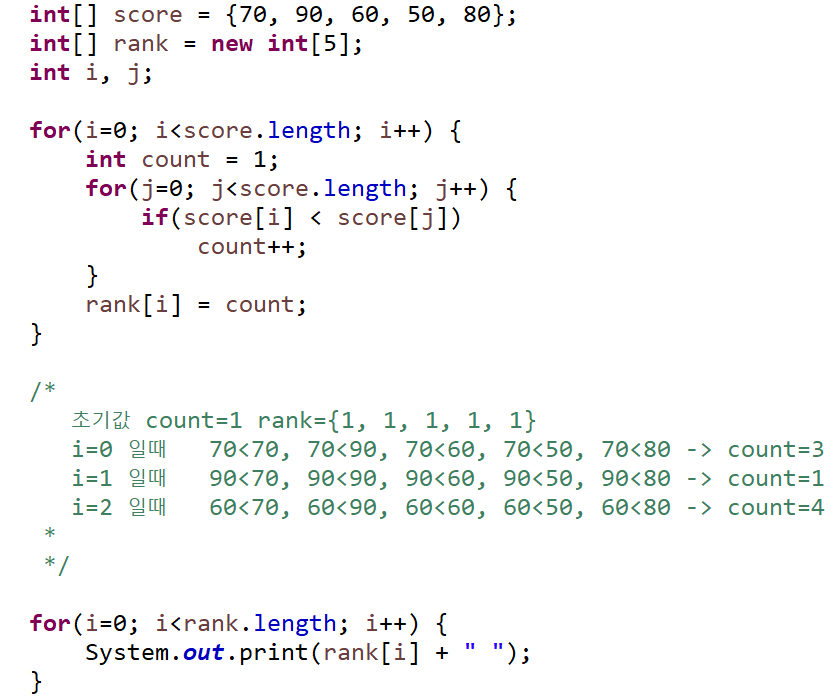 int[] score = {70, 90, 60, 50, 80};
int[] rank = new int[5];
int i, j;
for(i=0; i<score.length; i++) {
    int count = 1;
    for(j=0; j<score.length; j++) {
        if(score[i] < score[j])
            count++;
    }
    rank[i] = count;
}
/*
   초기값 count=1 rank={1, 1, 1, 1, 1}
   i=0 일때   70<70, 70<90, 70<60, 70<50, 70<80 -> count=3
   i=1 일때   90<70, 90<90, 90<60, 90<50, 90<80 -> count=1
   i=2 일때   60<70, 60<90, 60<60, 60<50, 60<80 -> count=4
 *
 */
for(i=0; i<rank.length; i++) {
    System.out.print(rank[i] + " ");
}